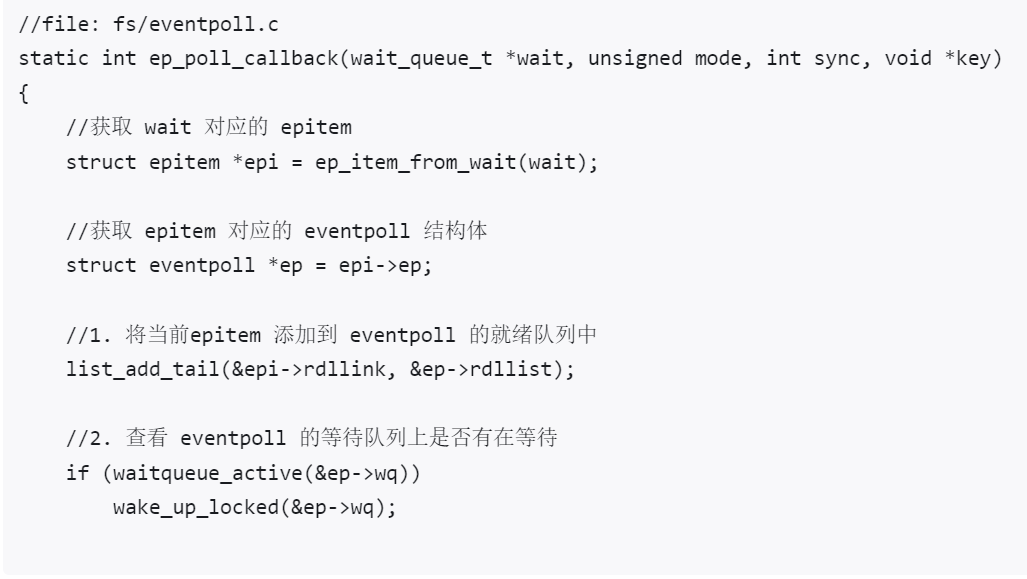 //file: fs/eventpoll.c
static int ep_poll_callback(wait_queue_t *wait, unsigned mode, int sync, void *key)
{
    //获取 wait 对应的 epitem
    struct epitem *epi = ep_item_from_wait(wait);

    //获取 epitem 对应的 eventpoll 结构体
    struct eventpoll *ep = epi->ep;

    //1. 将当前epitem 添加到 eventpoll 的就绪队列中
    list_add_tail(&epi->rdllink, &ep->rdllist);

    //2. 查看 eventpoll 的等待队列上是否有在等待
    if (waitqueue_active(&ep->wq))
        wake_up_locked(&ep->wq);